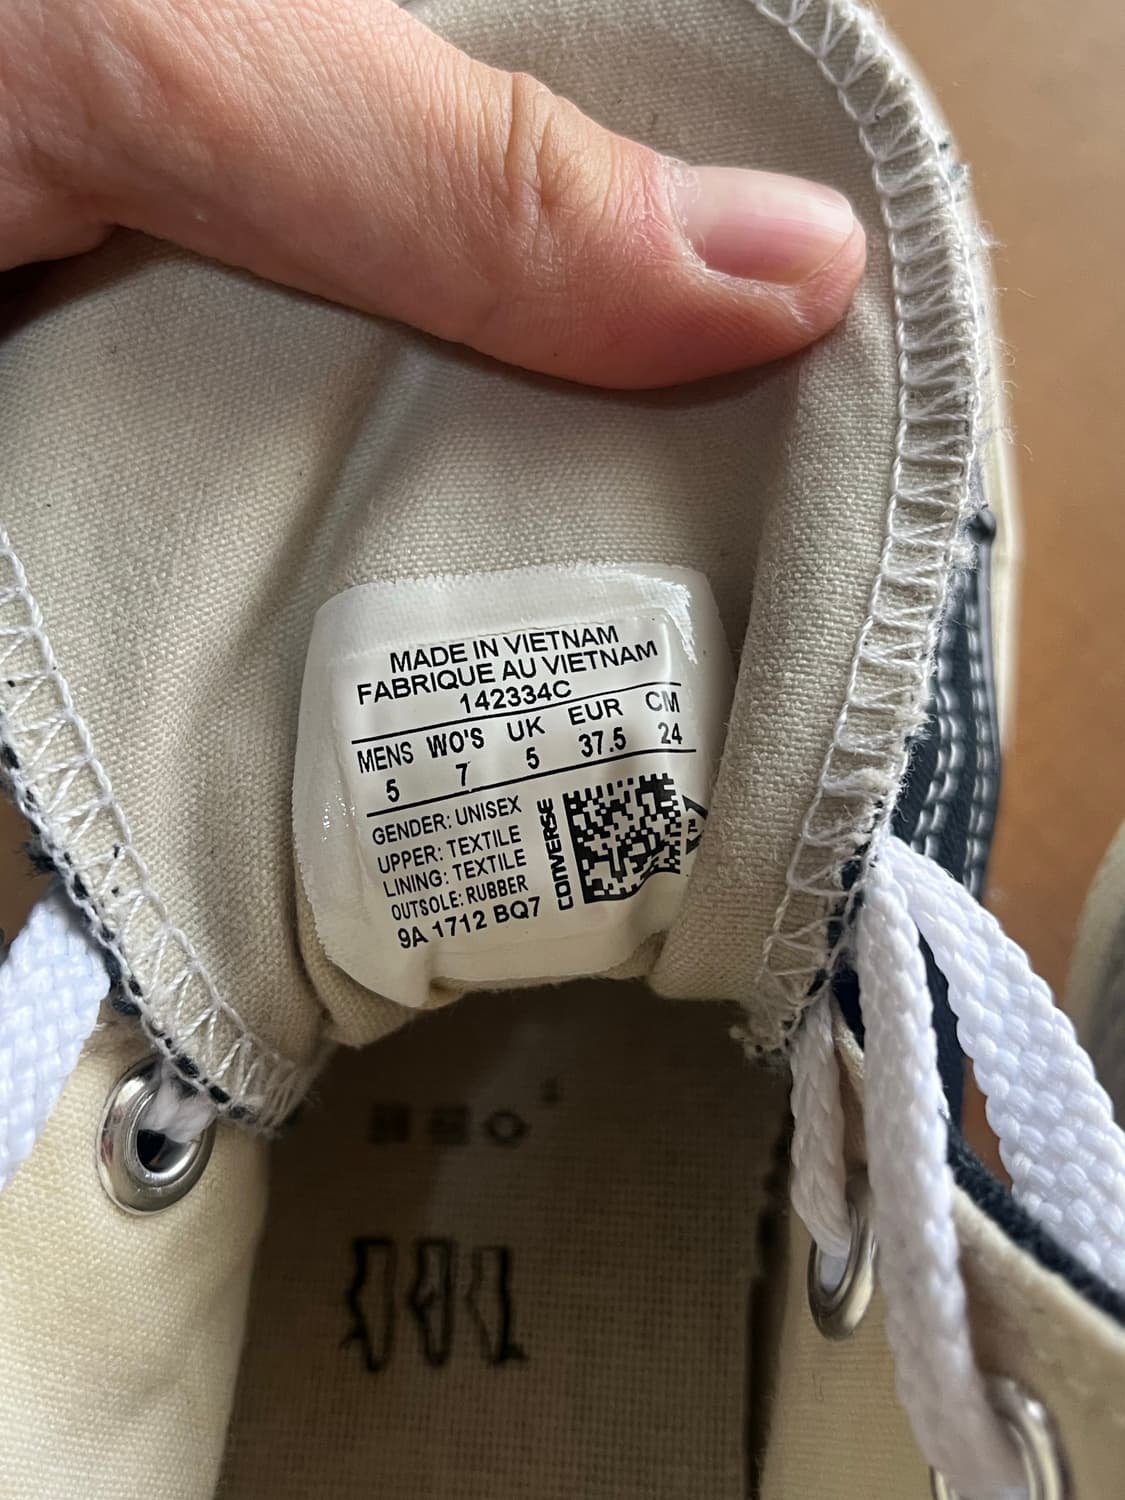 MADE IN VIETNAM
FABRIQUE AU VIETNAM
142334C
MENS WO'S UK EUR CM
5 7 5 37.5 24
GENDER: UNISEX
UPPER: TEXTILE
LINING: TEXTILE
OUTSOLE: RUBBER
9A 1712 BQ7
CONVERSE